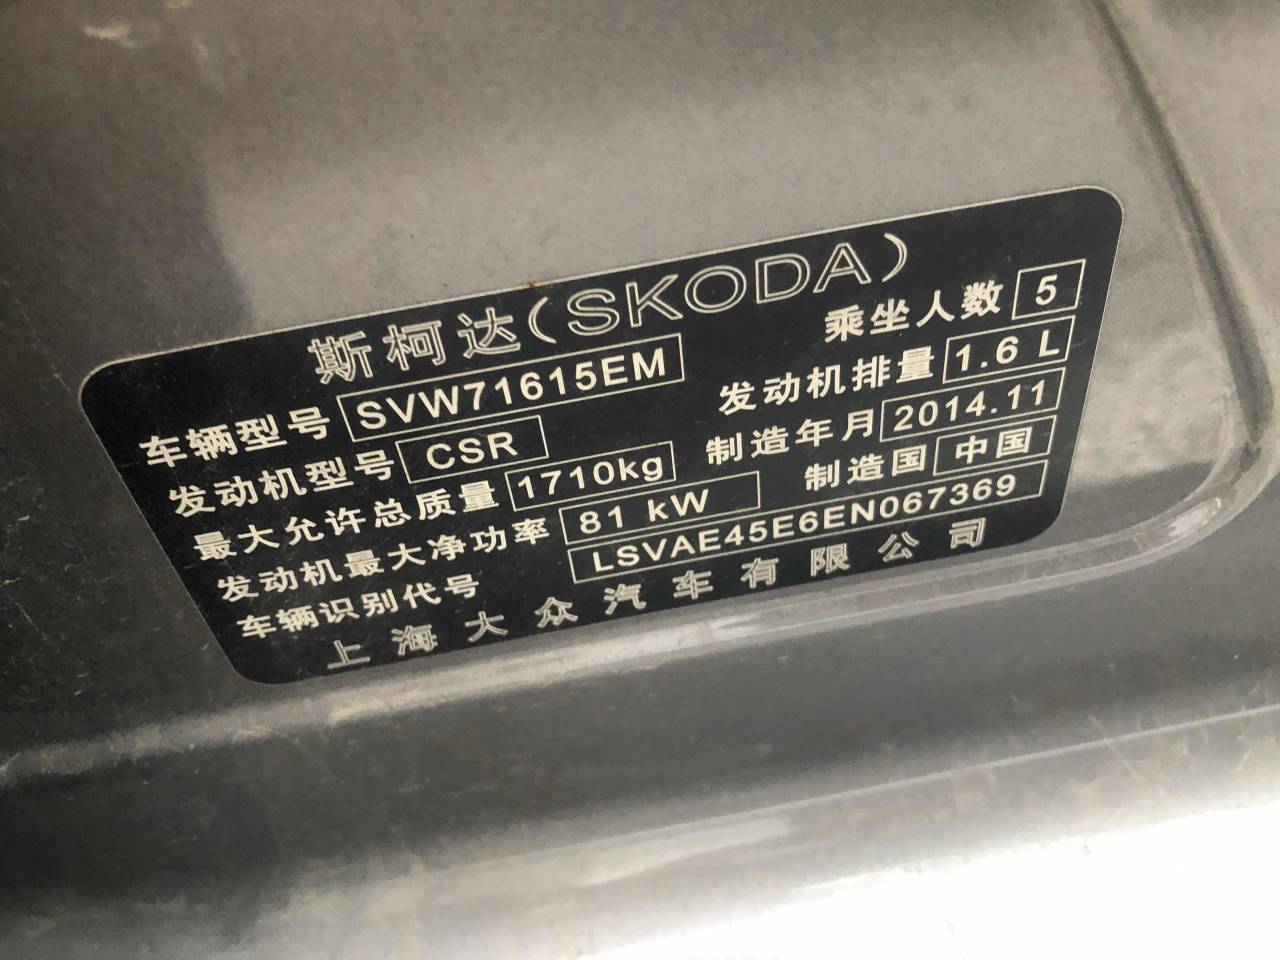 斯柯达(SKODA)
车辆型号 SVW71615EM 乘坐人数 5
发动机型号 CSR 发动机排量 1.6 L
最大允许总质量 1710kg 制造年月 2014.11
发动机最大净功率 81 kW 制造国 中国
车辆识别代号 LSVAE45E6EN067369
上海大众汽车有限公司